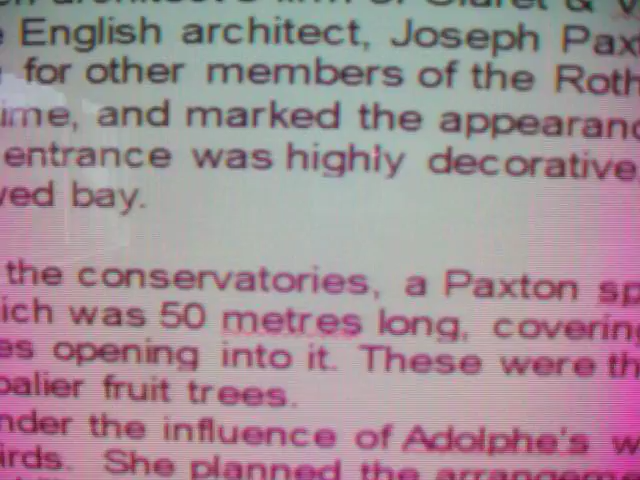 English architect, Joseph Pax
for other members of the Roth
ime, and marked the appearanc
entrance was highly decorative
ved bay.
the conservatories, a Paxton sp
ich was 50 metres long, covering
es opening into it. These were th
palier fruit trees.
nder the influence of Adolphe's w
irds. She planned the arrangeme